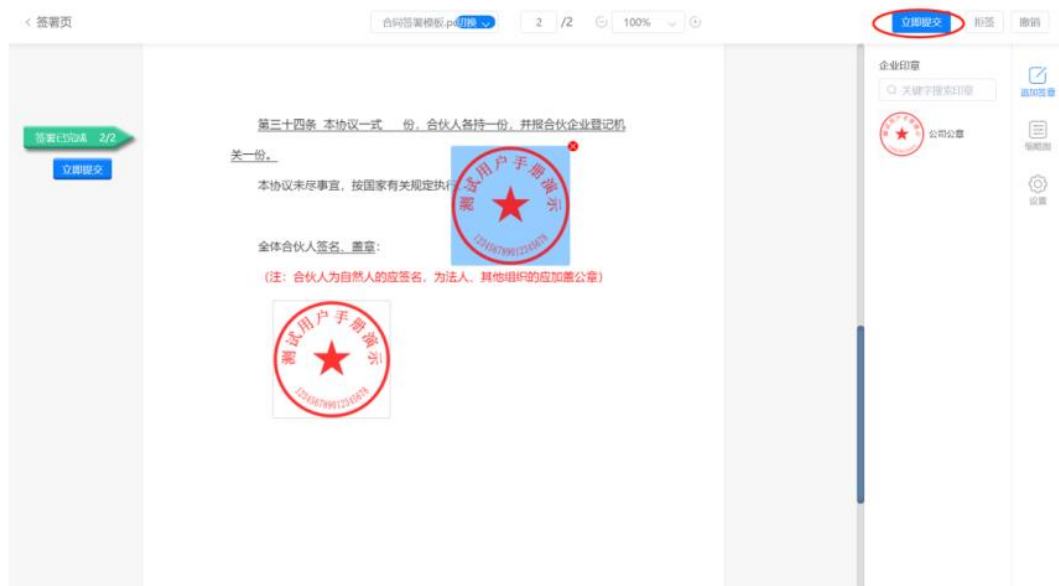 < 签署页
合同签署模板.pd切换
2 /2
100%
立即提交
拒签
撤销
签署已完成 2/2
立即提交
第三十四条 本协议一式 份，合伙人各持一份，并报合伙企业登记机
关一份。
本协议未尽事宜，按国家有关规定执行
全体合伙人签名、盖章：
（注：合伙人为自然人的应签名，为法人、其他组织的应加盖公章）
测试用户手册演示
测试用户手册演示
企业印章
关键字搜索印章
公司公章
追加签章
缩略图
设置